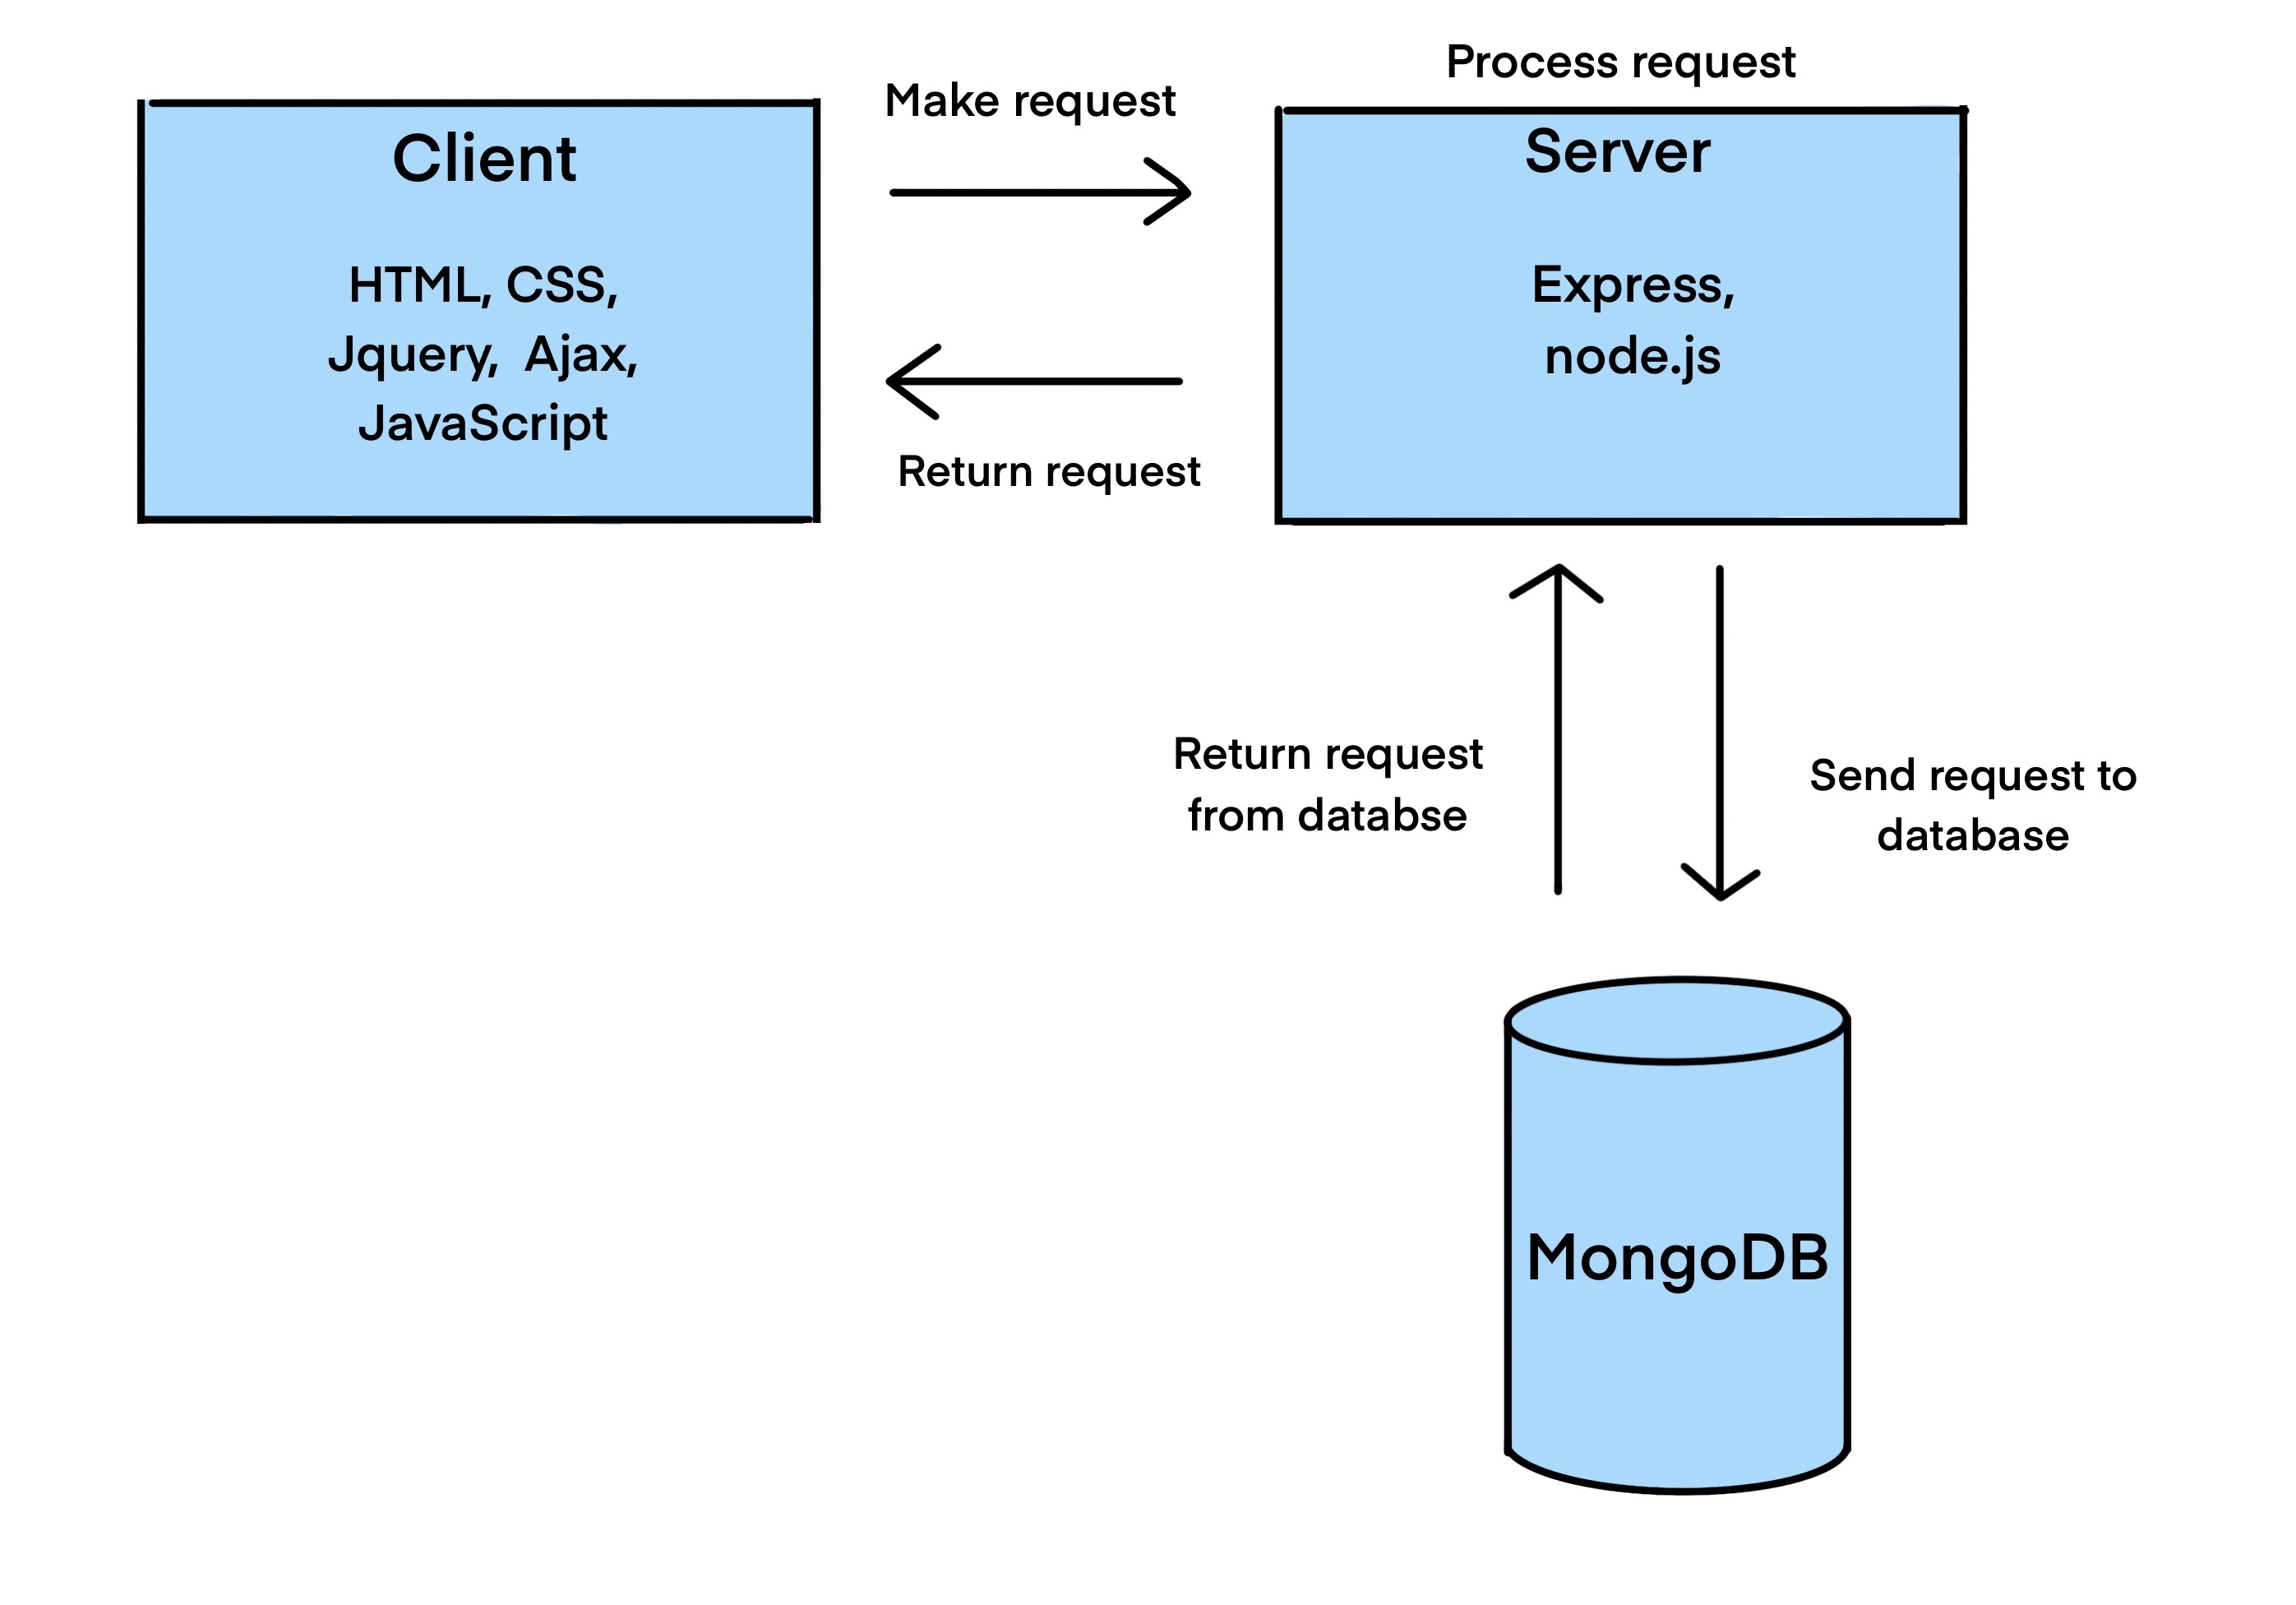 Process request
Make request
Client
Server
HTML, CSS,
Jquery, Ajax,
JavaScript
Express,
node.js
Return request
Return request
from databse
Send request to
database
MongoDB